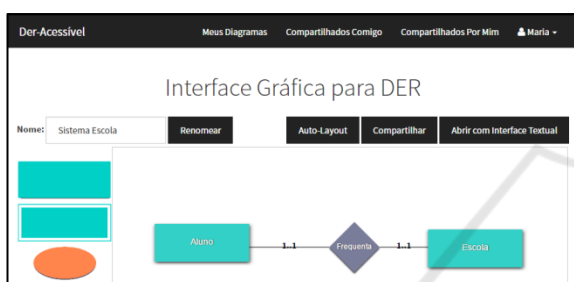 Der-Acessível Meus Diagramas Compartilhados Comigo Compartilhados Por Mim Maria
Interface Gráfica para DER
Nome: Sistema Escola Renomear Auto-Layout Compartilhar Abrir com Interface Textual
Aluno 1..1 Frequenta 1..1 Escola